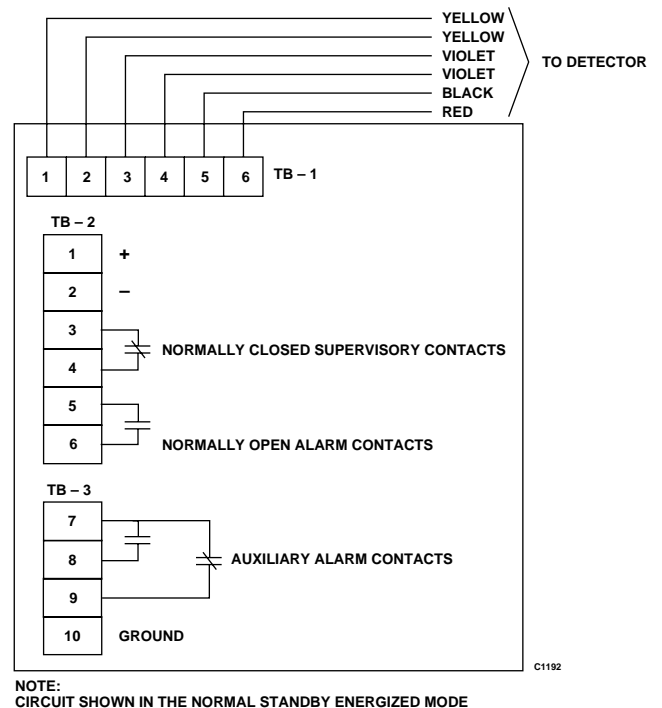 YELLOW
YELLOW
VIOLET
VIOLET
BLACK
RED
TO DETECTOR
1 2 3 4 5 6 TB – 1
TB – 2
1 +
2 –
3
4
NORMALLY CLOSED SUPERVISORY CONTACTS
5
6
NORMALLY OPEN ALARM CONTACTS
TB – 3
7
8
AUXILIARY ALARM CONTACTS
9
10 GROUND
C1192
NOTE:
CIRCUIT SHOWN IN THE NORMAL STANDBY ENERGIZED MODE